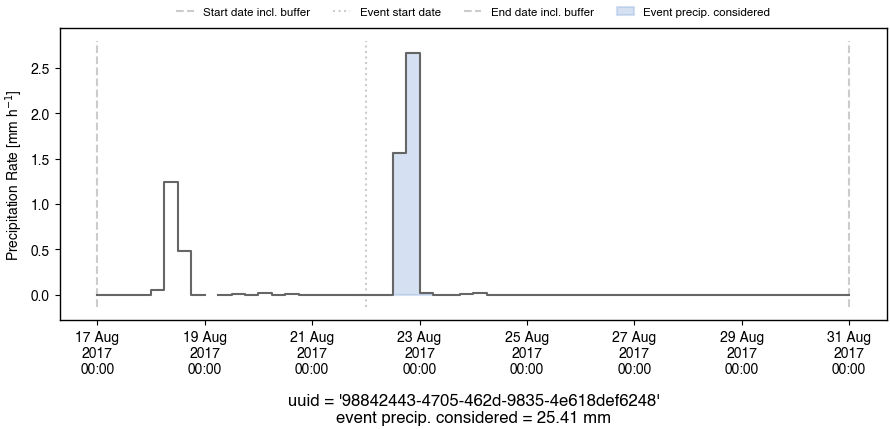 Start date incl. buffer Event start date End date incl. buffer Event precip. considered
Precipitation Rate [mm h⁻¹]
2.5
2.0
1.5
1.0
0.5
0.0
17 Aug 19 Aug 21 Aug 23 Aug 25 Aug 27 Aug 29 Aug 31 Aug
2017 2017 2017 2017 2017 2017 2017 2017
00:00 00:00 00:00 00:00 00:00 00:00 00:00 00:00
uuid = '98842443-4705-462d-9835-4e618def6248'
event precip. considered = 25.41 mm